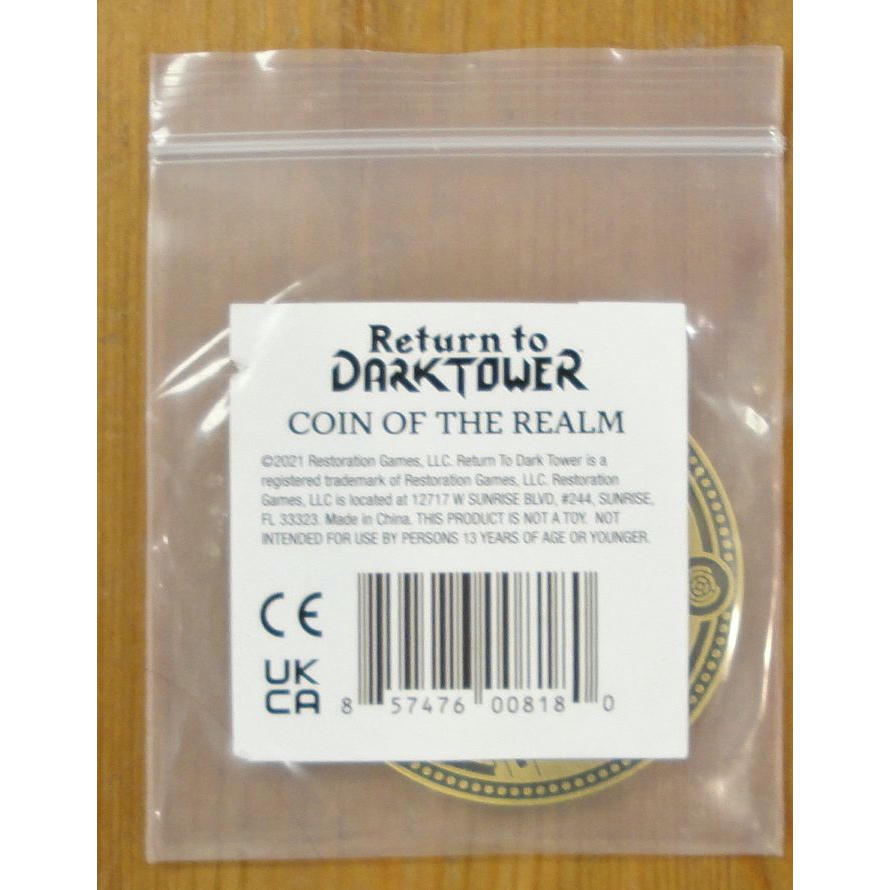 Return to
DARKTOWER
COIN OF THE REALM
©2021 Restoration Games, LLC. Return To Dark Tower is a
registered trademark of Restoration Games, LLC. Restoration
Games, LLC is located at 12717 W SUNRISE BLVD, #244, SUNRISE,
FL 33323. Made in China. THIS PRODUCT IS NOT A TOY. NOT
INTENDED FOR USE BY PERSONS 13 YEARS OF AGE OR YOUNGER.
CE
UK
CA
8 57476 00818 0